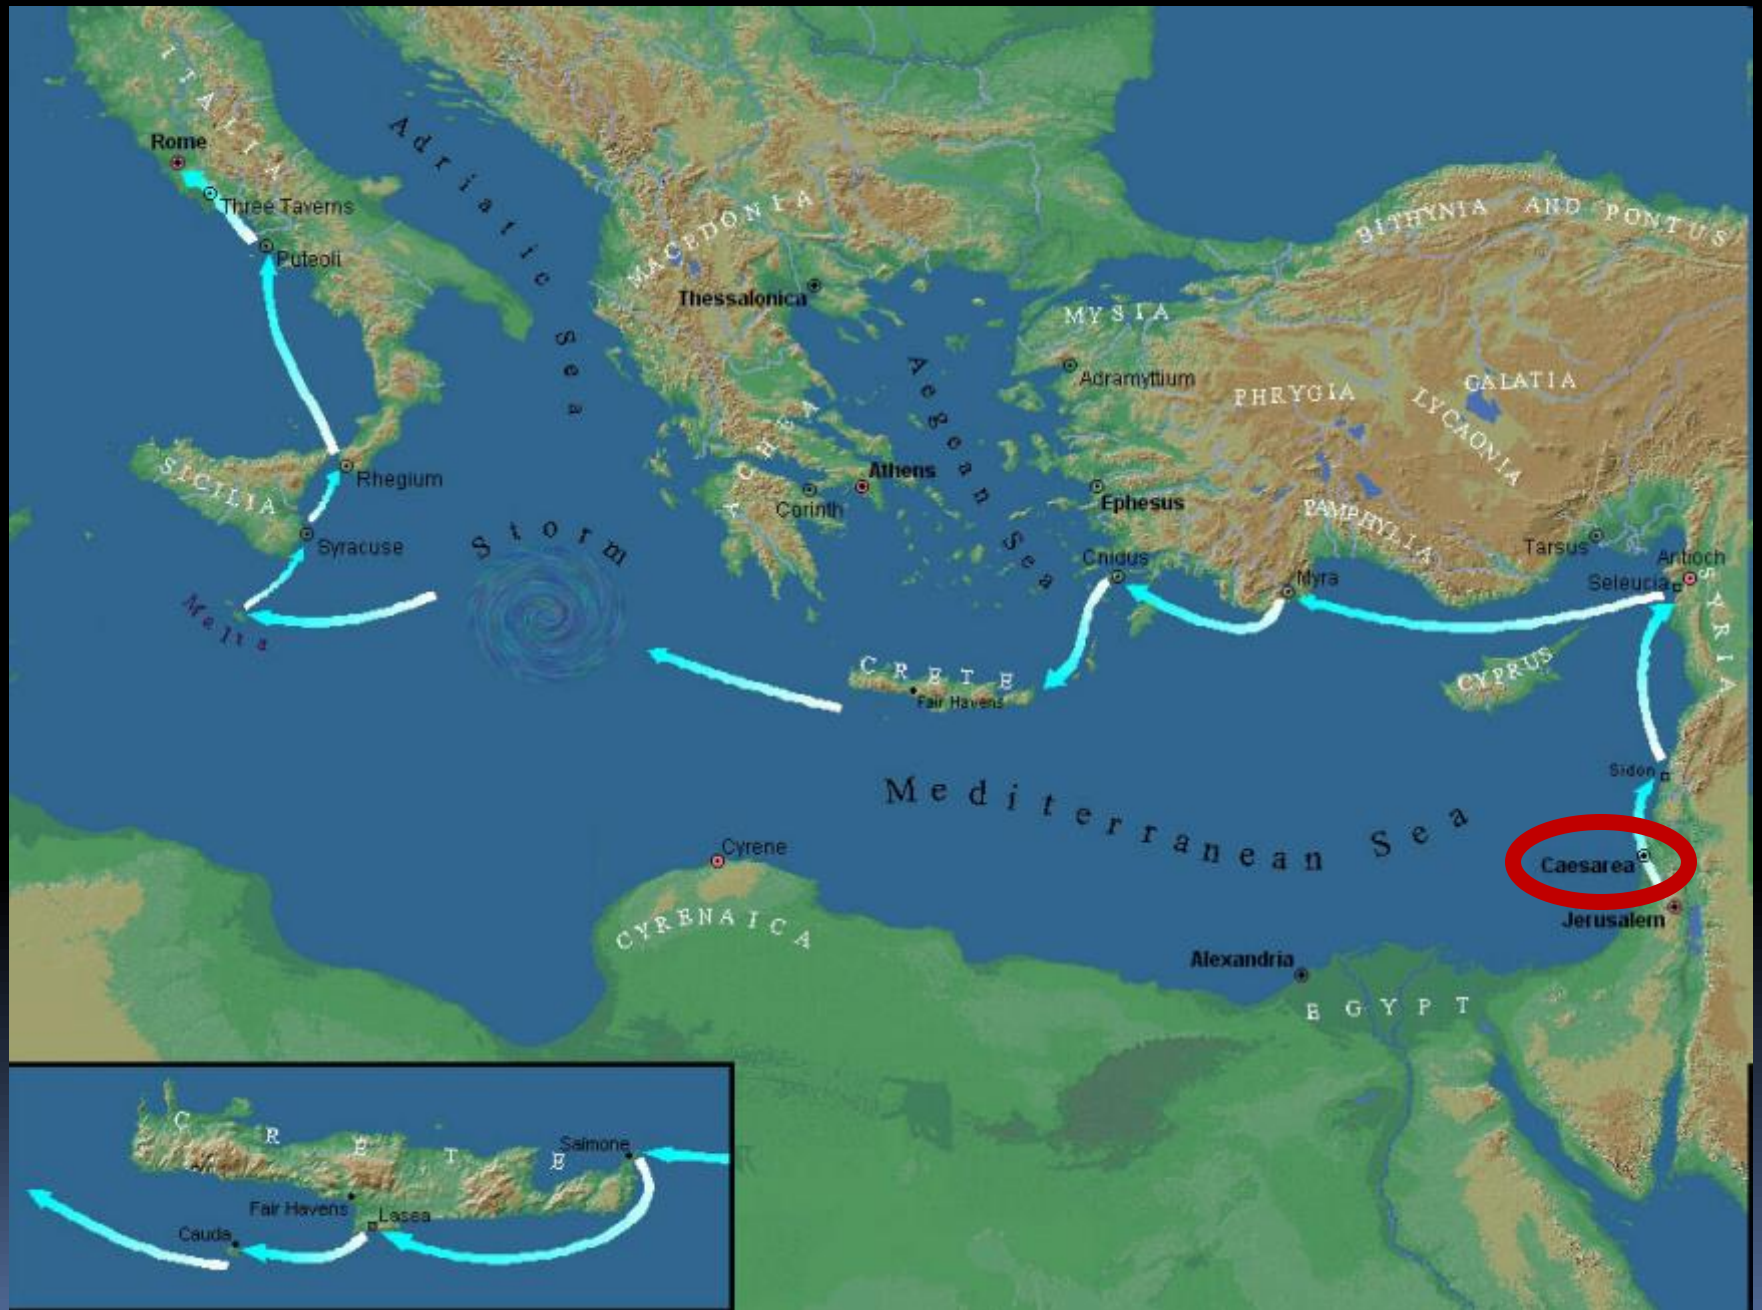 ITALIA
Rome
Three Taverns
Puteoli
Adriatic Sea
MACEDONIA
Thessalonica
BITHYNIA AND PONTUS
MYSIA
Adramyttium
PHRYGIA
GALATIA
LYCAONIA
Aegean Sea
ACHEA
Athens
Corinth
Ephesus
PAMPHYLIA
SICILIA
Rhegium
Syracuse
Storm
Cnidus
Myra
Tarsus
Antioch
Seleucia
SYRIA
Melta
CRETE
Fair Havens
CYPRUS
Sidon
Mediterranean Sea
Cyrene
CYRENAICA
Caesarea
Jerusalem
Alexandria
EGYPT
CRETE
Salmone
Fair Havens
Lasea
Cauda